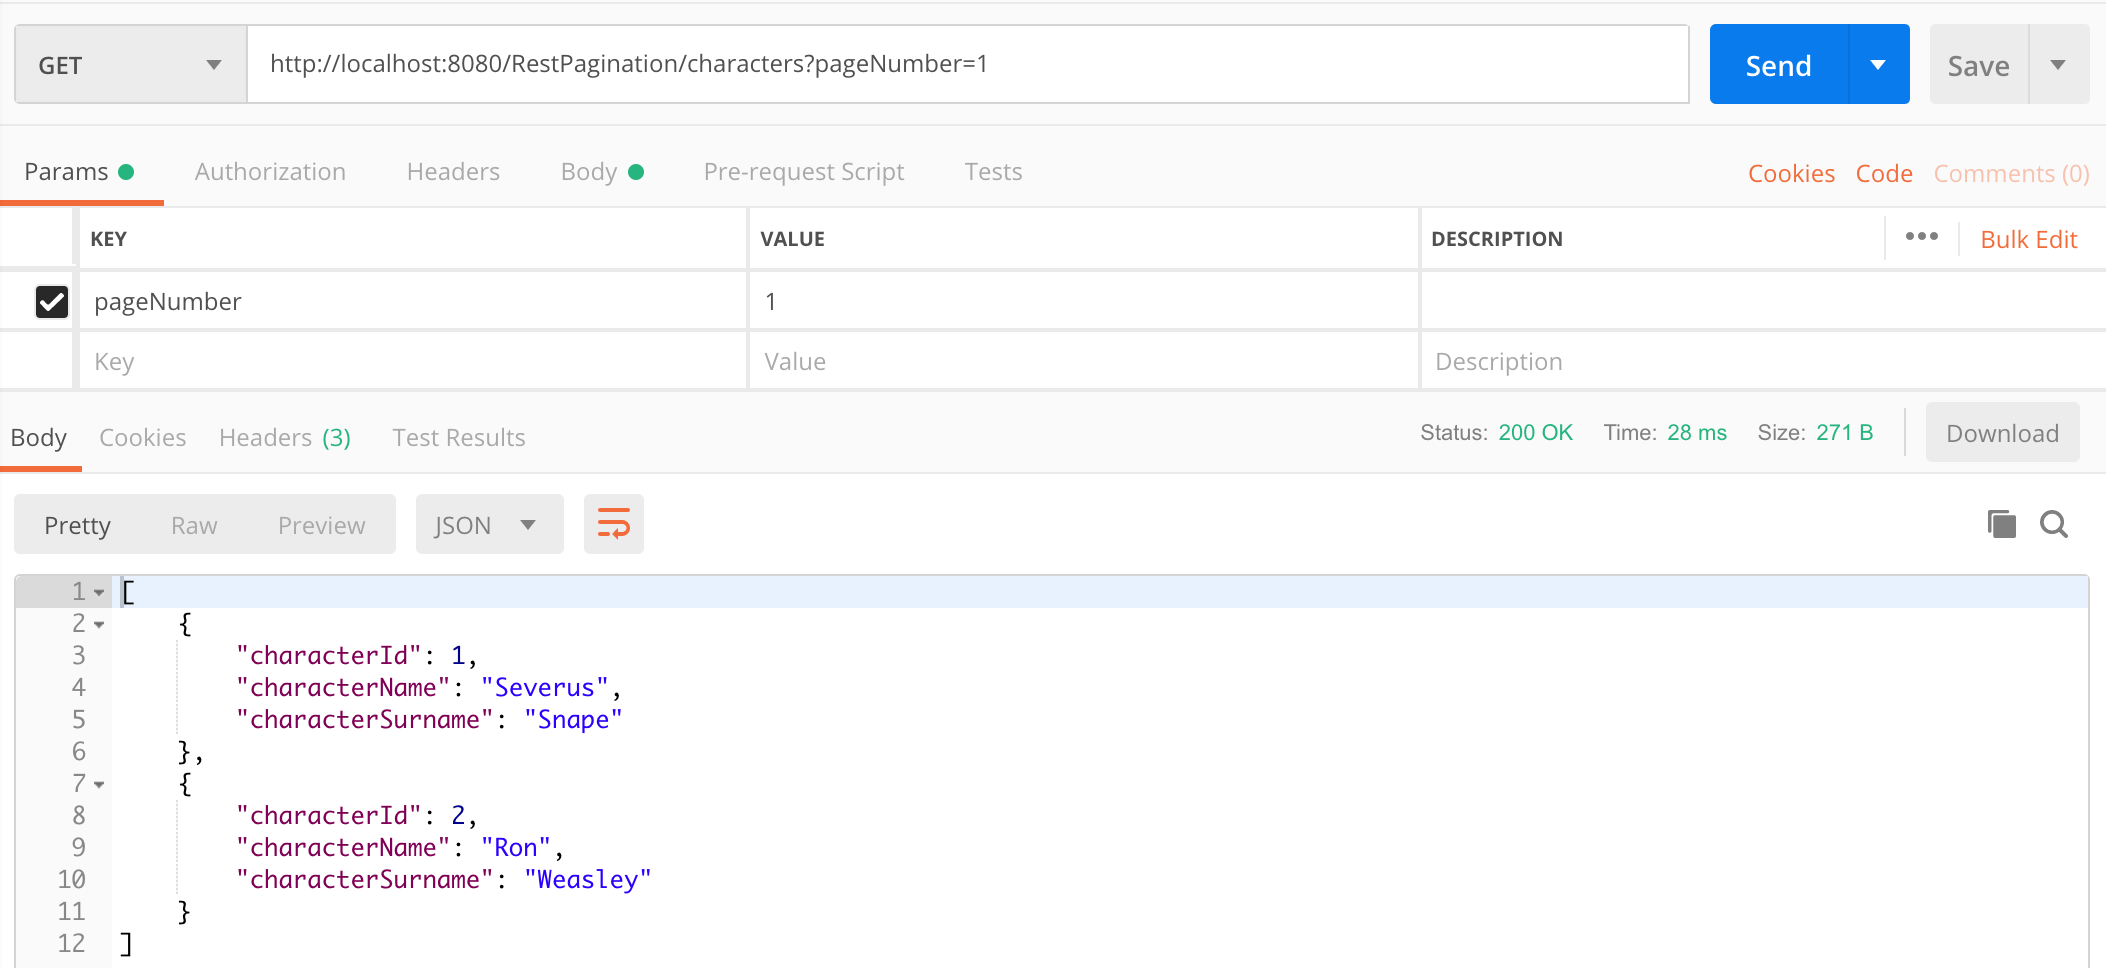 GET http://localhost:8080/RestPagination/characters?pageNumber=1 Send Save
Params Authorization Headers Body Pre-request Script Tests Cookies Code Comments (0)
KEY VALUE DESCRIPTION ••• Bulk Edit
pageNumber 1
Key Value Description
Body Cookies Headers (3) Test Results Status: 200 OK Time: 28 ms Size: 271 B Download
Pretty Raw Preview JSON
1 [
2 {
3 "characterId": 1,
4 "characterName": "Severus",
5 "characterSurname": "Snape"
6 },
7 {
8 "characterId": 2,
9 "characterName": "Ron",
10 "characterSurname": "Weasley"
11 }
12 ]